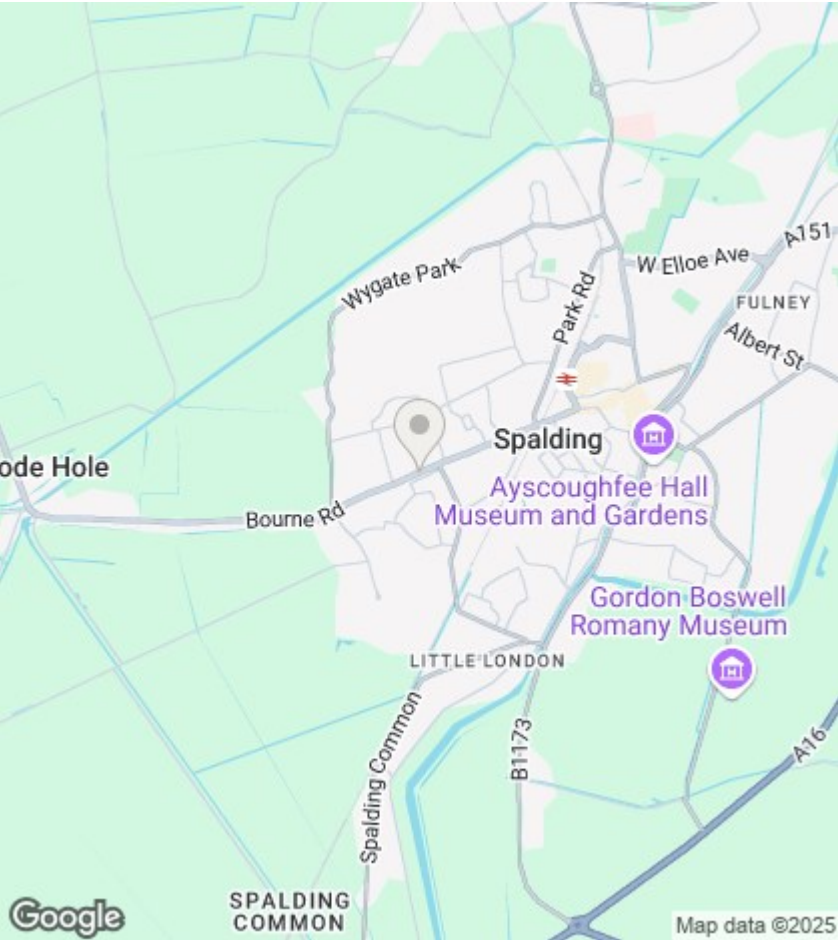 A151
W Elloe Ave
Wygate Park
FULNEY
Park Rd
Albert St
Spalding
ode Hole
Ayscoughfee Hall
Museum and Gardens
Bourne Rd
Gordon Boswell
Romany Museum
LITTLE LONDON
B1173
A16
Spalding Common
SPALDING
COMMON
Google
Map data ©2025